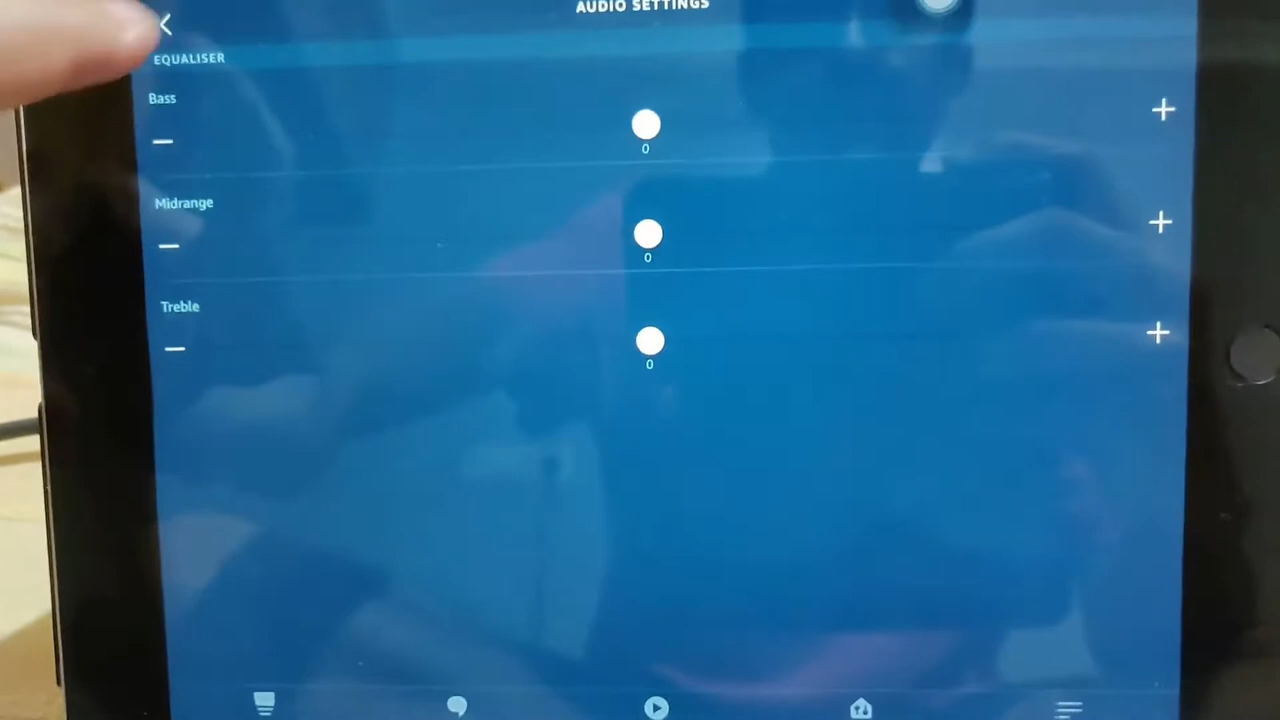 AUDIO SETTINGS
EQUALISER
Bass
0
Midrange
0
Treble
0